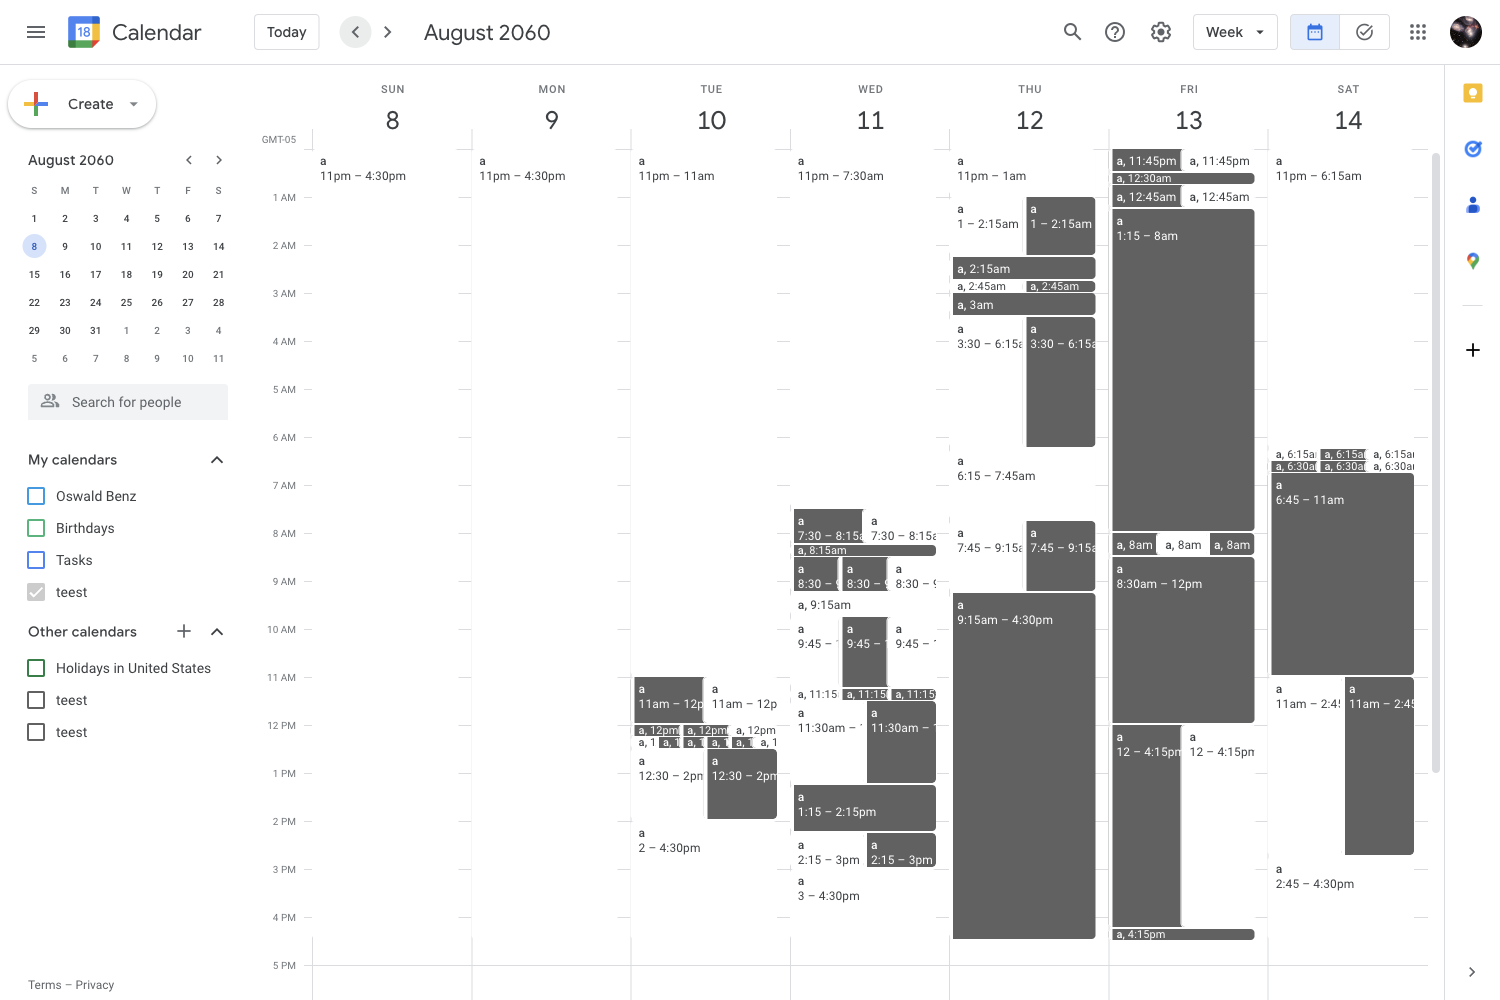 18
Calendar
Today
August 2060
Week
Create
August 2060
S M T W T F S
1 2 3 4 5 6 7
8 9 10 11 12 13 14
15 16 17 18 19 20 21
22 23 24 25 26 27 28
29 30 31 1 2 3 4
5 6 7 8 9 10 11
Search for people
My calendars
Oswald Benz
Birthdays
Tasks
teest
Other calendars
Holidays in United States
teest
teest
Terms – Privacy
GMT-05
1 AM
2 AM
3 AM
4 AM
5 AM
6 AM
7 AM
8 AM
9 AM
10 AM
11 AM
12 PM
1 PM
2 PM
3 PM
4 PM
5 PM
SUN
8
a
11pm – 4:30pm
MON
9
a
11pm – 4:30pm
TUE
10
a
11pm – 11am
a
11am – 12p
a
11am – 12p
a, 12pm
a, 12pm
a, 12pm
a, 1
a, 1
a, 1
a, 1
a, 1
a, 1
a
12:30 – 2pm
a
12:30 – 2pm
a
2 – 4:30pm
WED
11
a
11pm – 7:30am
a
7:30 – 8:15a
a
7:30 – 8:15a
a, 8:15am
a
8:30 – 9
a
8:30 – 9
a
8:30 – 9
a, 9:15am
a
9:45 –
a
9:45 –
a
9:45 –
a, 11:15
a, 11:15
a, 11:15
a
11:30am –
a
11:30am –
a
1:15 – 2:15pm
a
2:15 – 3pm
a
2:15 – 3pm
a
3 – 4:30pm
THU
12
a
11pm – 1am
a
1 – 2:15am
a
1 – 2:15am
a, 2:15am
a, 2:45am
a, 2:45am
a, 3am
a
3:30 – 6:15a
a
3:30 – 6:15a
a
6:15 – 7:45am
a
7:45 – 9:15a
a
7:45 – 9:15a
a
9:15am – 4:30pm
FRI
13
a, 11:45pm
a, 11:45pm
a, 12:30am
a, 12:45am
a, 12:45am
a
1:15 – 8am
a, 8am
a, 8am
a, 8am
a
8:30am – 12pm
a
12 – 4:15pm
a
12 – 4:15pm
a, 4:15pm
SAT
14
a
11pm – 6:15am
a, 6:15a
a, 6:15a
a, 6:15a
a, 6:30a
a, 6:30a
a, 6:30a
a
6:45 – 11am
a
11am – 2:45
a
11am – 2:45
a
2:45 – 4:30pm